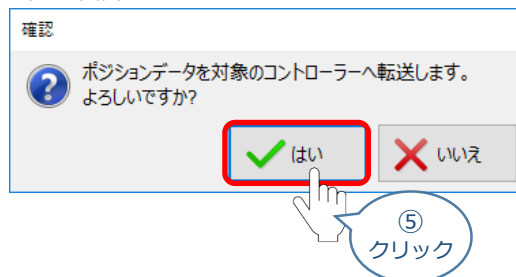 確認
ポジションデータを対象のコントローラーへ転送します。
よろしいですか?
はい
いいえ
⑤
クリック